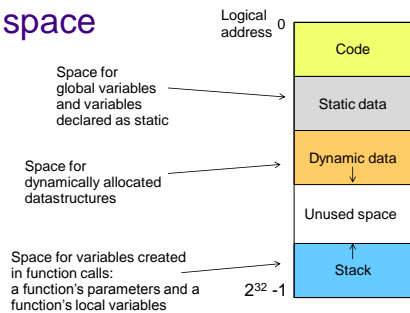 space
Logical
address
0
Code
Space for
global variables
and variables
declared as static
Static data
Space for
dynamically allocated
datastructures
Dynamic data
Unused space
Space for variables created
in function calls:
a function's parameters and a
function's local variables
Stack
2³² -1